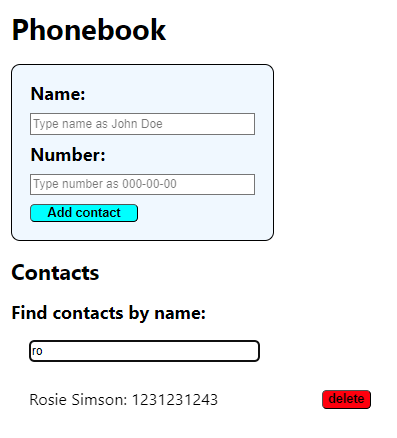 Phonebook
Name:
Type name as John Doe
Number:
Type number as 000-00-00
Add contact
Contacts
Find contacts by name:
ro
Rosie Simson: 1231231243 delete